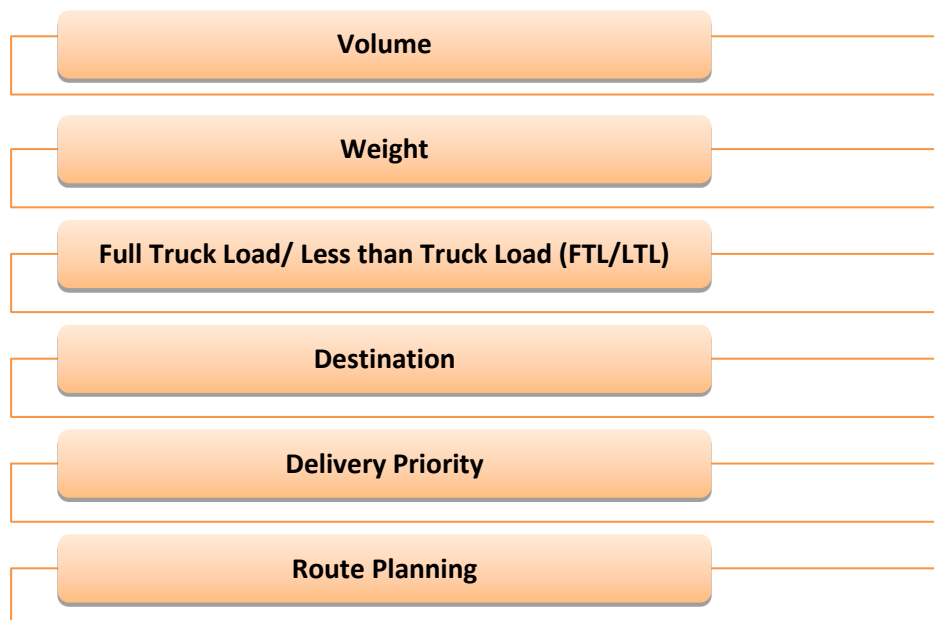 Volume
Weight
Full Truck Load/ Less than Truck Load (FTL/LTL)
Destination
Delivery Priority
Route Planning